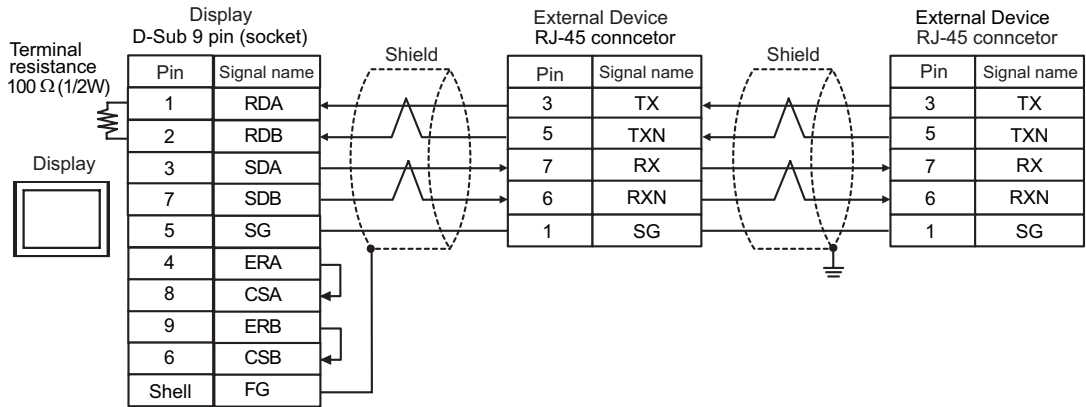 Display
D-Sub 9 pin (socket)
External Device
RJ-45 conncetor
External Device
RJ-45 conncetor
Terminal
resistance
100 Ω (1/2W)
Shield
Shield
Display
Pin Signal name
1 RDA
2 RDB
3 SDA
7 SDB
5 SG
4 ERA
8 CSA
9 ERB
6 CSB
Shell FG
Pin Signal name
3 TX
5 TXN
7 RX
6 RXN
1 SG
Pin Signal name
3 TX
5 TXN
7 RX
6 RXN
1 SG